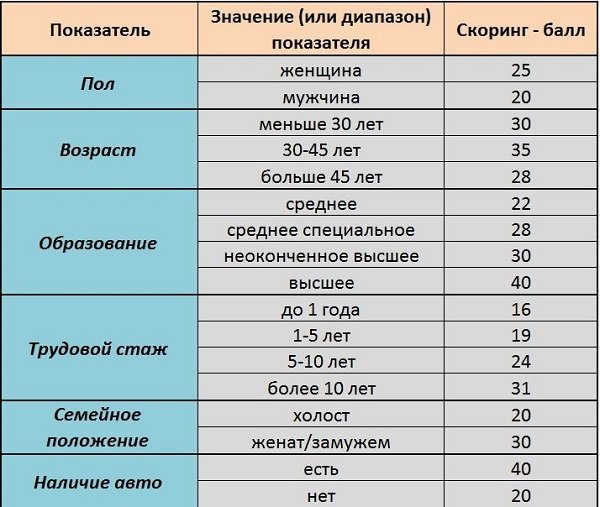 Показатель
Значение (или диапазон)
показателя
Скоринг - балл
Пол
женщина
25
мужчина
20
Возраст
меньше 30 лет
30
30-45 лет
35
больше 45 лет
28
Образование
среднее
22
среднее специальное
28
неоконченное высшее
30
высшее
40
Трудовой стаж
до 1 года
16
1-5 лет
19
5-10 лет
24
более 10 лет
31
Семейное
положение
холост
20
женат/замужем
30
Наличие авто
есть
40
нет
20